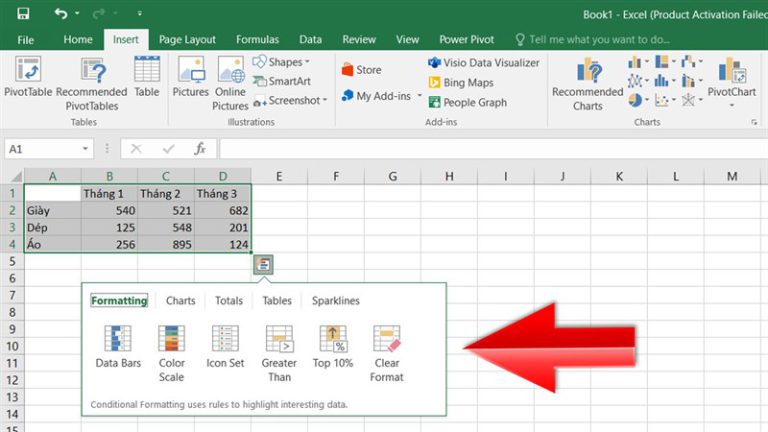 Book1 - Excel (Product Activation Failed
File Home Insert Page Layout Formulas Data Review View Power Pivot Tell me what you want to do...
PivotTable Recommended PivotTables Table
Tables
Pictures Online Pictures Shapes SmartArt Screenshot
Illustrations
Store My Add-ins Visio Data Visualizer Bing Maps People Graph
Add-ins
Recommended Charts PivotChart
Charts
A1 fx
A B C D E F G H I J K L M
1 Tháng 1 Tháng 2 Tháng 3
2 Giày 540 521 682
3 Dép 125 548 201
4 Áo 256 895 124
5
6
7
8
9
10
11
12
13
14
Formatting Charts Totals Tables Sparklines
Data Bars Color Scale Icon Set Greater Than Top 10% Clear Format
Conditional Formatting uses rules to highlight interesting data.